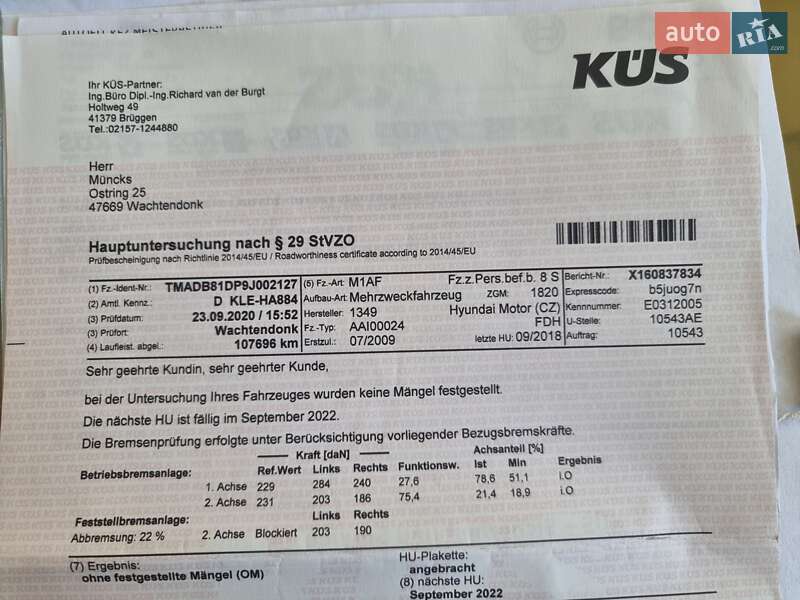 auto RIA .com
KÜS
Ihr KÜS-Partner:
Ing.Büro Dipl.-Ing.Richard van der Burgt
Holtweg 49
41379 Brüggen
Tel.:02157-1244880
Herr
Müncks
Ostring 25
47669 Wachtendonk
Hauptuntersuchung nach § 29 StVZO
Prüfbescheinigung nach Richtlinie 2014/45/EU / Roadworthiness certificate according to 2014/45/EU
(1) Fz.-Ident-Nr.: TMADB81DP9J002127 (5) Fz.-Art: M1AF Fz.z.Pers.bef.b. 8 S Bericht-Nr.: X160837834
(2) Amtl. Kennz.: D KLE-HA884 Aufbau-Art: Mehrzweckfahrzeug ZGM: 1820 Expresscode: b5juog7n
(3) Prüfdatum: 23.09.2020 / 15:52 Hersteller: 1349 Hyundai Motor (CZ) Kennnummer: E0312005
(3) Prüfort: Wachtendonk Fz.-Typ: AAI00024 FDH U-Stelle: 10543AE
(4) Laufleist. abgel.: 107696 km Erstzul.: 07/2009 letzte HU: 09/2018 Auftrag: 10543
Sehr geehrte Kundin, sehr geehrter Kunde,
bei der Untersuchung Ihres Fahrzeuges wurden keine Mängel festgestellt.
Die nächste HU ist fällig im September 2022.
Die Bremsenprüfung erfolgte unter Berücksichtigung vorliegender Bezugsbremskräfte.
Kraft [daN] Achsanteil [%]
Betriebsbremsanlage: Ref.Wert Links Rechts Funktionsw. Ist Min Ergebnis
1. Achse 229 284 240 27,6 78,6 51,1 i.O
2. Achse 231 203 186 75,4 21,4 18,9 i.O
Feststellbremsanlage: Links Rechts
Abbremsung: 22 % 2. Achse Blockiert 203 190
(7) Ergebnis: HU-Plakette:
ohne festgestellte Mängel (OM) angebracht
(8) nächste HU:
September 2022